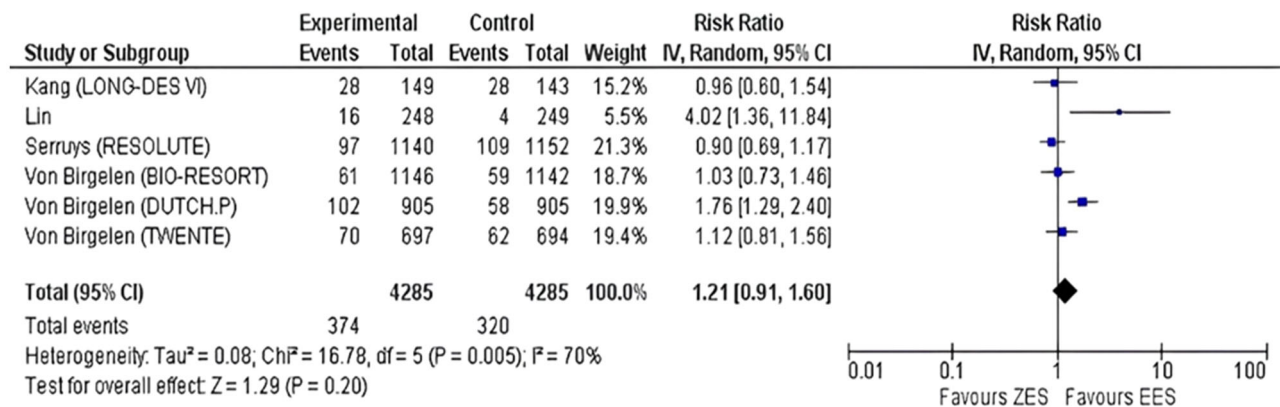 Experimental Control Risk Ratio Risk Ratio
Study or Subgroup Events Total Events Total Weight IV, Random, 95% CI IV, Random, 95% CI
Kang (LONG-DES VI) 28 149 28 143 15.2% 0.96 [0.60, 1.54]
Lin 16 248 4 249 5.5% 4.02 [1.36, 11.84]
Serruys (RESOLUTE) 97 1140 109 1152 21.3% 0.90 [0.69, 1.17]
Von Birgelen (BIO-RESORT) 61 1146 59 1142 18.7% 1.03 [0.73, 1.46]
Von Birgelen (DUTCH.P) 102 905 58 905 19.9% 1.76 [1.29, 2.40]
Von Birgelen (TWENTE) 70 697 62 694 19.4% 1.12 [0.81, 1.56]
Total (95% CI) 4285 4285 100.0% 1.21 [0.91, 1.60]
Total events 374 320
Heterogeneity: Tau² = 0.08; Chi² = 16.78, df = 5 (P = 0.005); I² = 70%
Test for overall effect: Z = 1.29 (P = 0.20)
0.01 0.1 1 10 100
Favours ZES Favours EES